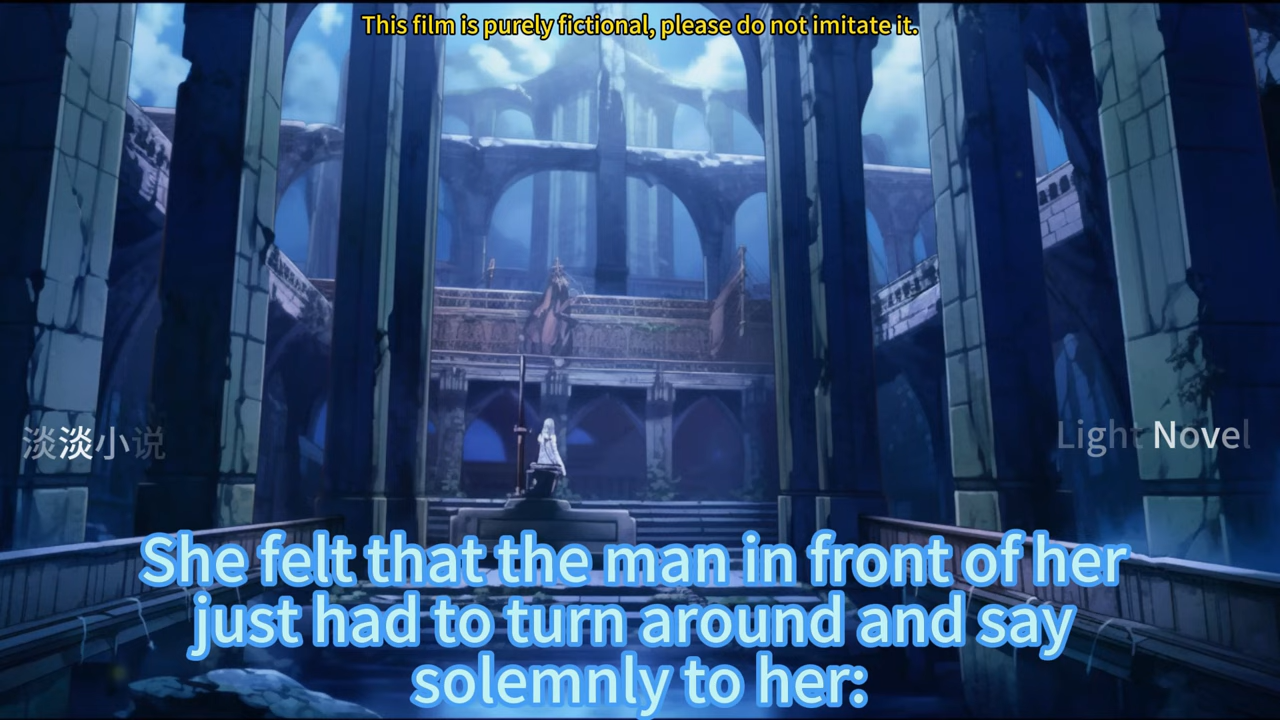 This film is purely fictional, please do not imitate it.
淡淡小说
Light Novel
She felt that the man in front of her
just had to turn around and say
solemnly to her: